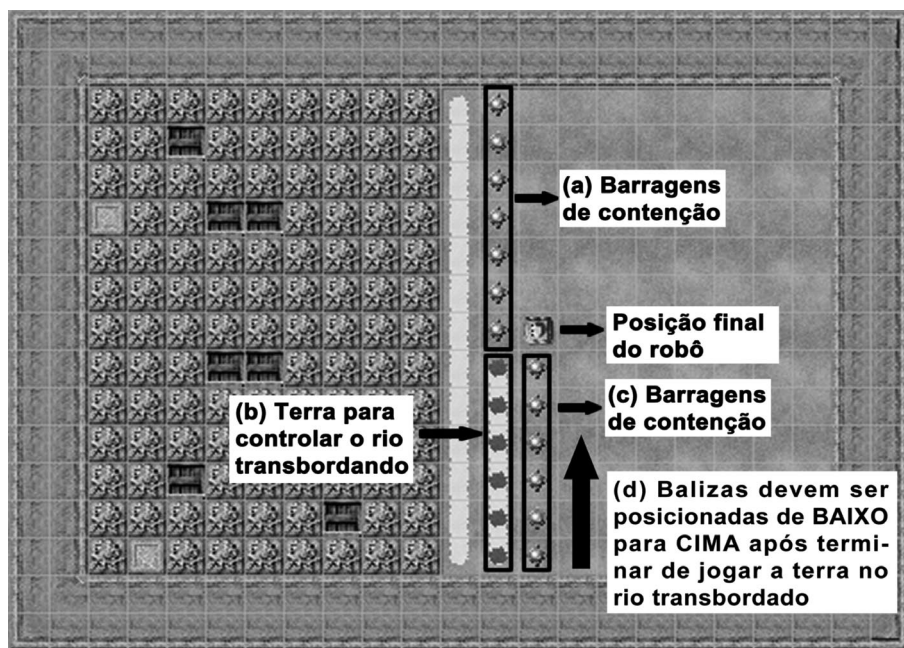 (a) Barragens
de contenção
Posição final
do robô
(b) Terra para
controlar o rio
transbordando
(c) Barragens
de contenção
(d) Balizas devem ser
posicionadas de BAIXO
para CIMA após termi-
nar de jogar a terra no
rio transbordado